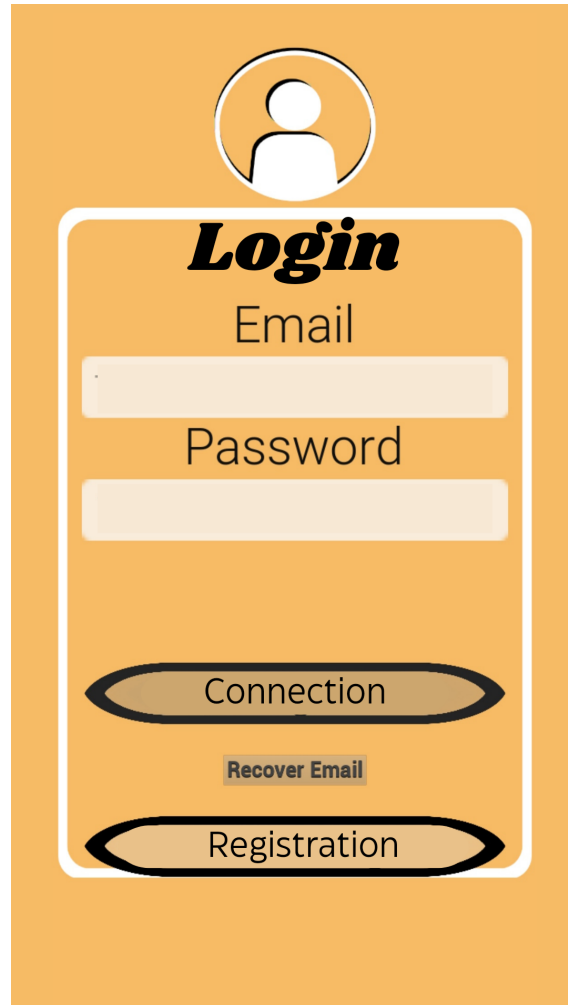 Login
Email
Password
Connection
Recover Email
Registration